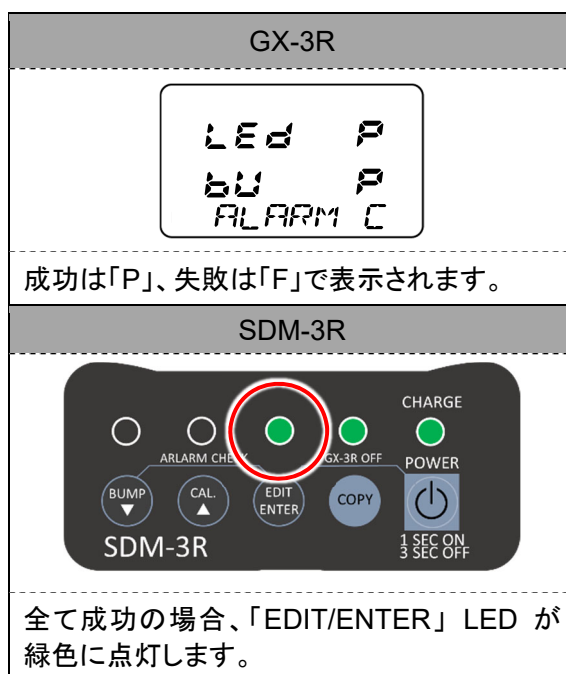 GX-3R
LEd P
bU P
ALARM C
成功は「P」、失敗は「F」で表示されます。
SDM-3R
CHARGE
ARLARM CHECK
GX-3R OFF
POWER
BUMP
▼
CAL.
▲
EDIT
ENTER
COPY
SDM-3R
1 SEC ON
3 SEC OFF
全て成功の場合、「EDIT/ENTER」 LED が
緑色に点灯します。